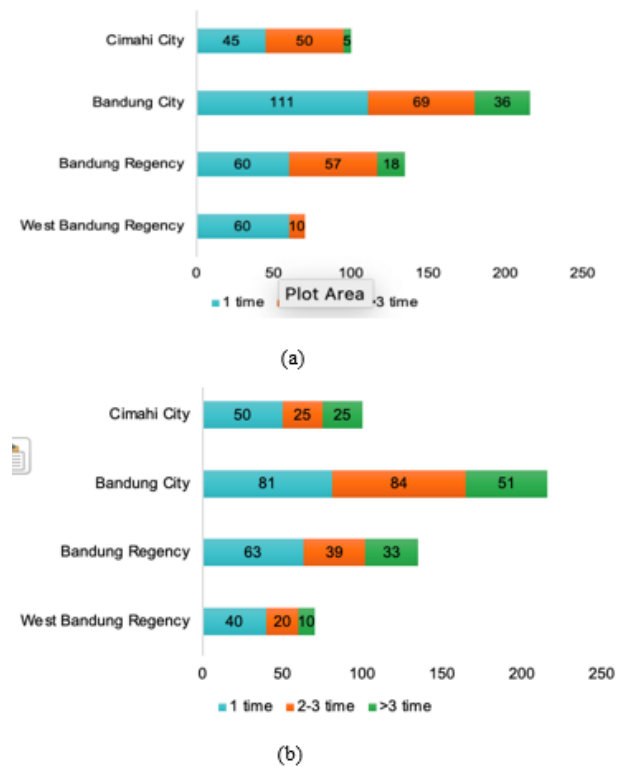 Cimahi City 45 50 5
Bandung City 111 69 36
Bandung Regency 60 57 18
West Bandung Regency 60 10
0 50 100 150 200 250
1 time Plot Area 3 time
(a)
Cimahi City 50 25 25
Bandung City 81 84 51
Bandung Regency 63 39 33
West Bandung Regency 40 20 10
0 50 100 150 200 250
1 time 2-3 time >3 time
(b)